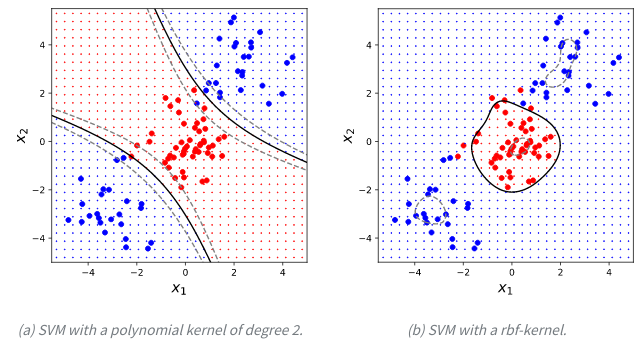 4
2
0
−2
−4
x₂
−4 −2 0 2 4
x₁
4
2
0
−2
−4
x₂
−4 −2 0 2 4
x₁
(a) SVM with a polynomial kernel of degree 2.
(b) SVM with a rbf-kernel.